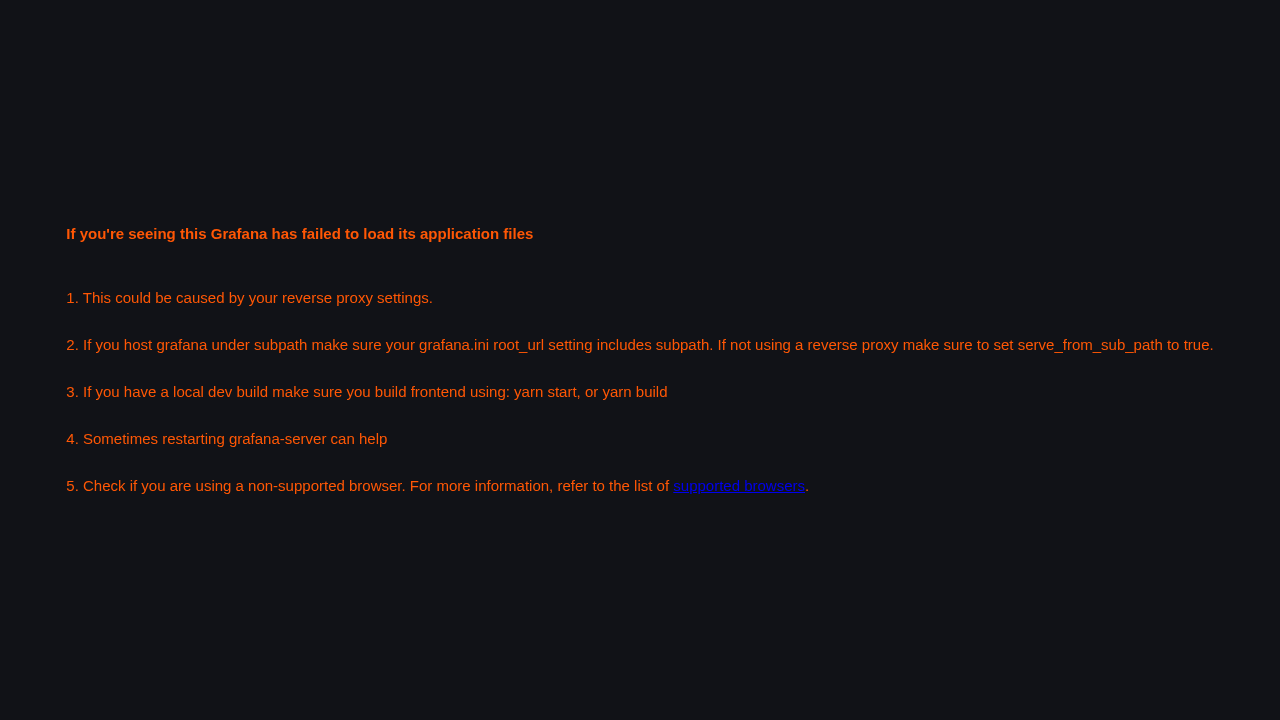 If you're seeing this Grafana has failed to load its application files
1. This could be caused by your reverse proxy settings.
2. If you host grafana under subpath make sure your grafana.ini root_url setting includes subpath. If not using a reverse proxy make sure to set serve_from_sub_path to true.
3. If you have a local dev build make sure you build frontend using: yarn start, or yarn build
4. Sometimes restarting grafana-server can help
5. Check if you are using a non-supported browser. For more information, refer to the list of supported browsers.